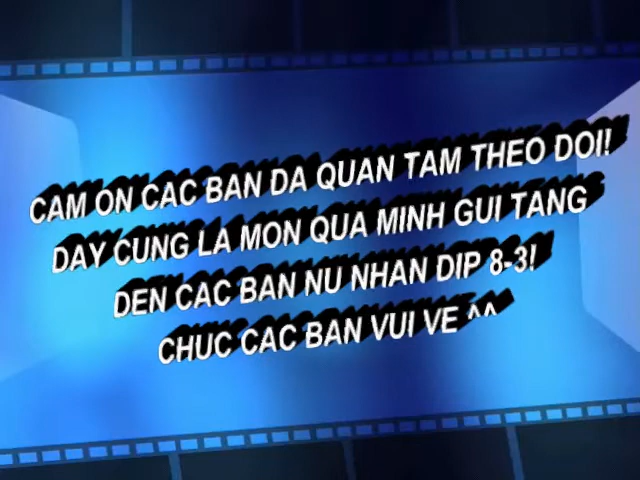 CAM ON CAC BAN DA QUAN TAM THEO DOI!
DAY CUNG LA MON QUA MINH GUI TANG
DEN CAC BAN NU NHAN DIP 8-3!
CHUC CAC BAN VUI VE ^^